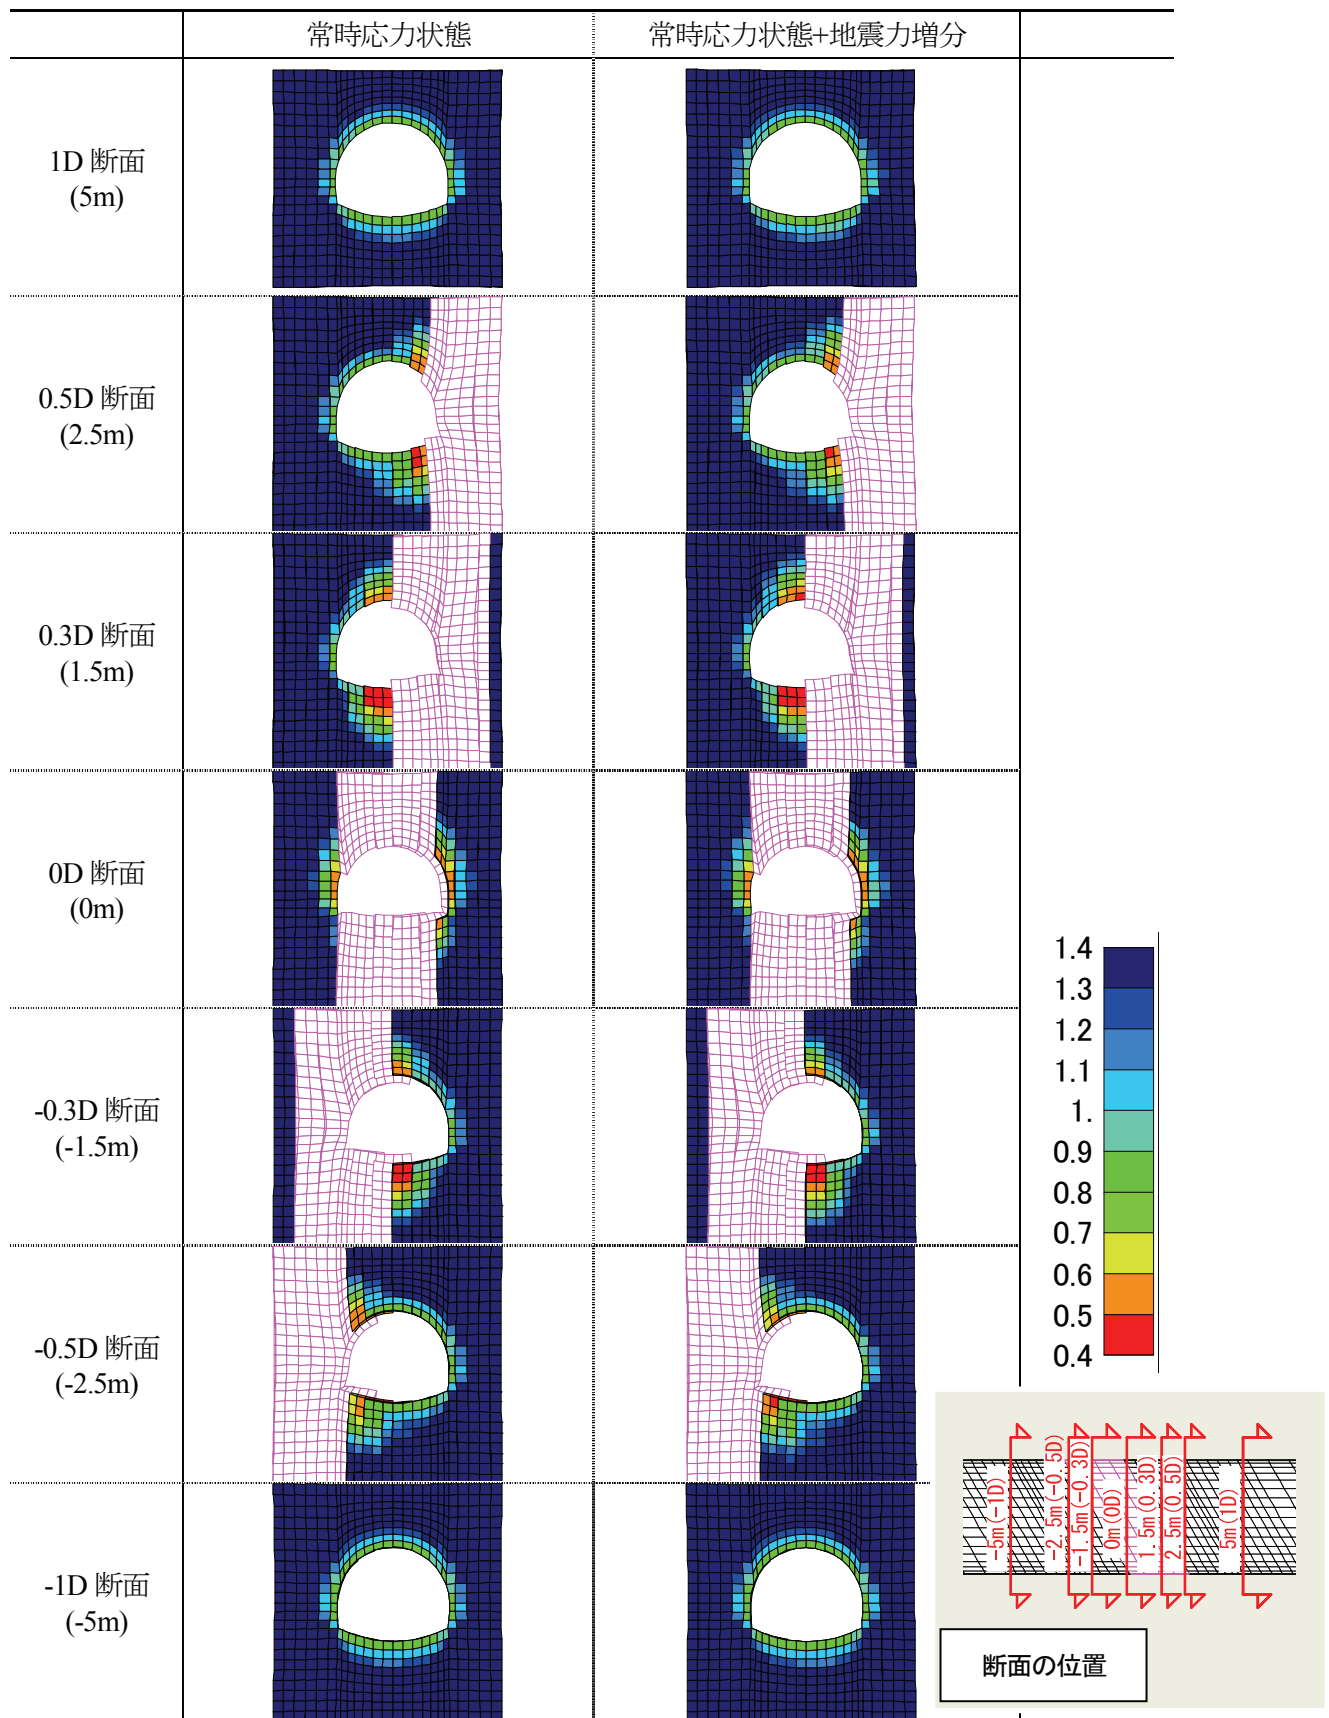 常時応力状態
常時応力状態+地震力増分
1D 断面
(5m)
0.5D 断面
(2.5m)
0.3D 断面
(1.5m)
0D 断面
(0m)
-0.3D 断面
(-1.5m)
-0.5D 断面
(-2.5m)
-1D 断面
(-5m)
1.4
1.3
1.2
1.1
1.
0.9
0.8
0.7
0.6
0.5
0.4
-5m(-1D)
-2.5m(-0.5D)
-1.5m(-0.3D)
0m(0D)
1.5m(0.3D)
2.5m(0.5D)
5m(1D)
断面の位置